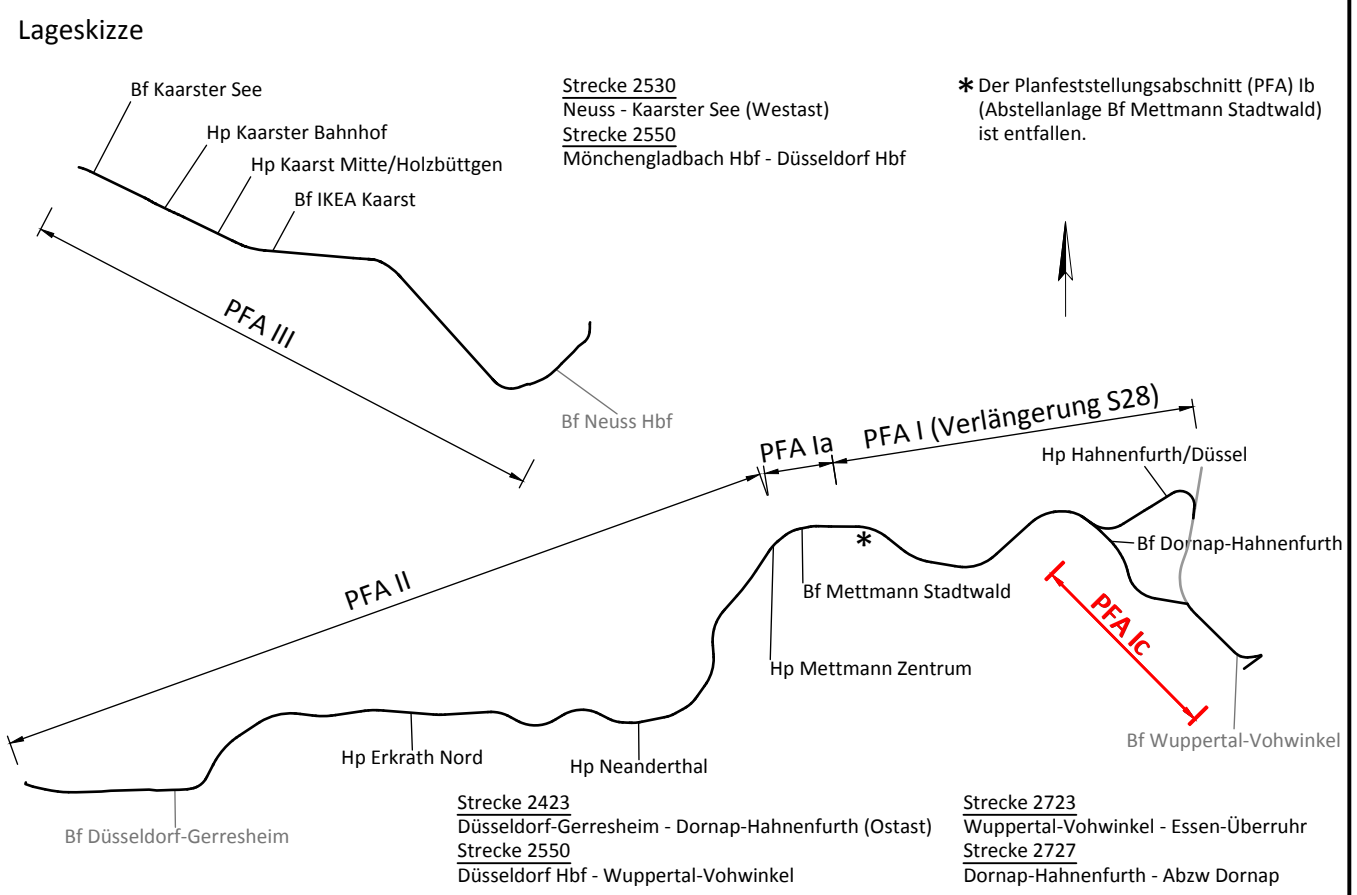 Lageskizze
Bf Kaarster See
Hp Kaarster Bahnhof
Hp Kaarst Mitte/Holzbüttgen
Bf IKEA Kaarst
Strecke 2530
Neuss - Kaarster See (Westast)
Strecke 2550
Mönchengladbach Hbf - Düsseldorf Hbf
* Der Planfeststellungsabschnitt (PFA) Ib
(Abstellanlage Bf Mettmann Stadtwald)
ist entfallen.
PFA III
Bf Neuss Hbf
PFA Ia
PFA I (Verlängerung S28)
Hp Hahnenfurth/Düssel
*
Bf Dornap-Hahnenfurth
PFA II
Bf Mettmann Stadtwald
PFA Ic
Hp Mettmann Zentrum
Bf Wuppertal-Vohwinkel
Hp Erkrath Nord
Hp Neanderthal
Bf Düsseldorf-Gerresheim
Strecke 2423
Düsseldorf-Gerresheim - Dornap-Hahnenfurth (Ostast)
Strecke 2550
Düsseldorf Hbf - Wuppertal-Vohwinkel
Strecke 2723
Wuppertal-Vohwinkel - Essen-Überruhr
Strecke 2727
Dornap-Hahnenfurth - Abzw Dornap